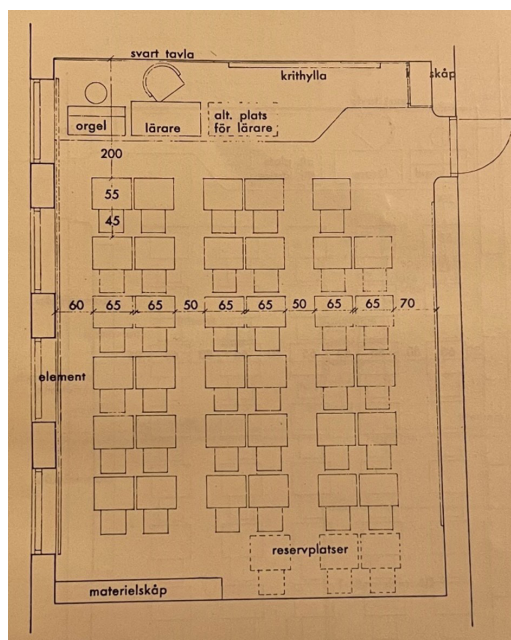 svart tavla
krithylla
skåp
orgel
lärare
alt. plats
för lärare
200
55
45
60 65 65 50 65 65 50 65 65 70
element
reservplatser
materielskåp